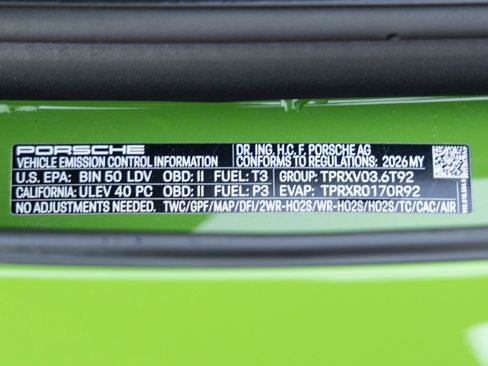 PORSCHE DR. ING. H.C. F. PORSCHE AG
VEHICLE EMISSION CONTROL INFORMATION CONFORMS TO REGULATIONS: 2026 MY
U.S. EPA: BIN 50 LDV OBD: II FUEL: T3 GROUP: TPRXV03.6T92
CALIFORNIA: ULEV 40 PC OBD: II FUEL: P3 EVAP: TPRXR0170R92
NO ADJUSTMENTS NEEDED. TWC/GPF/MAP/DFI/2WR-HO2S/WR-HO2S/HO2S/TC/CAC/AIR